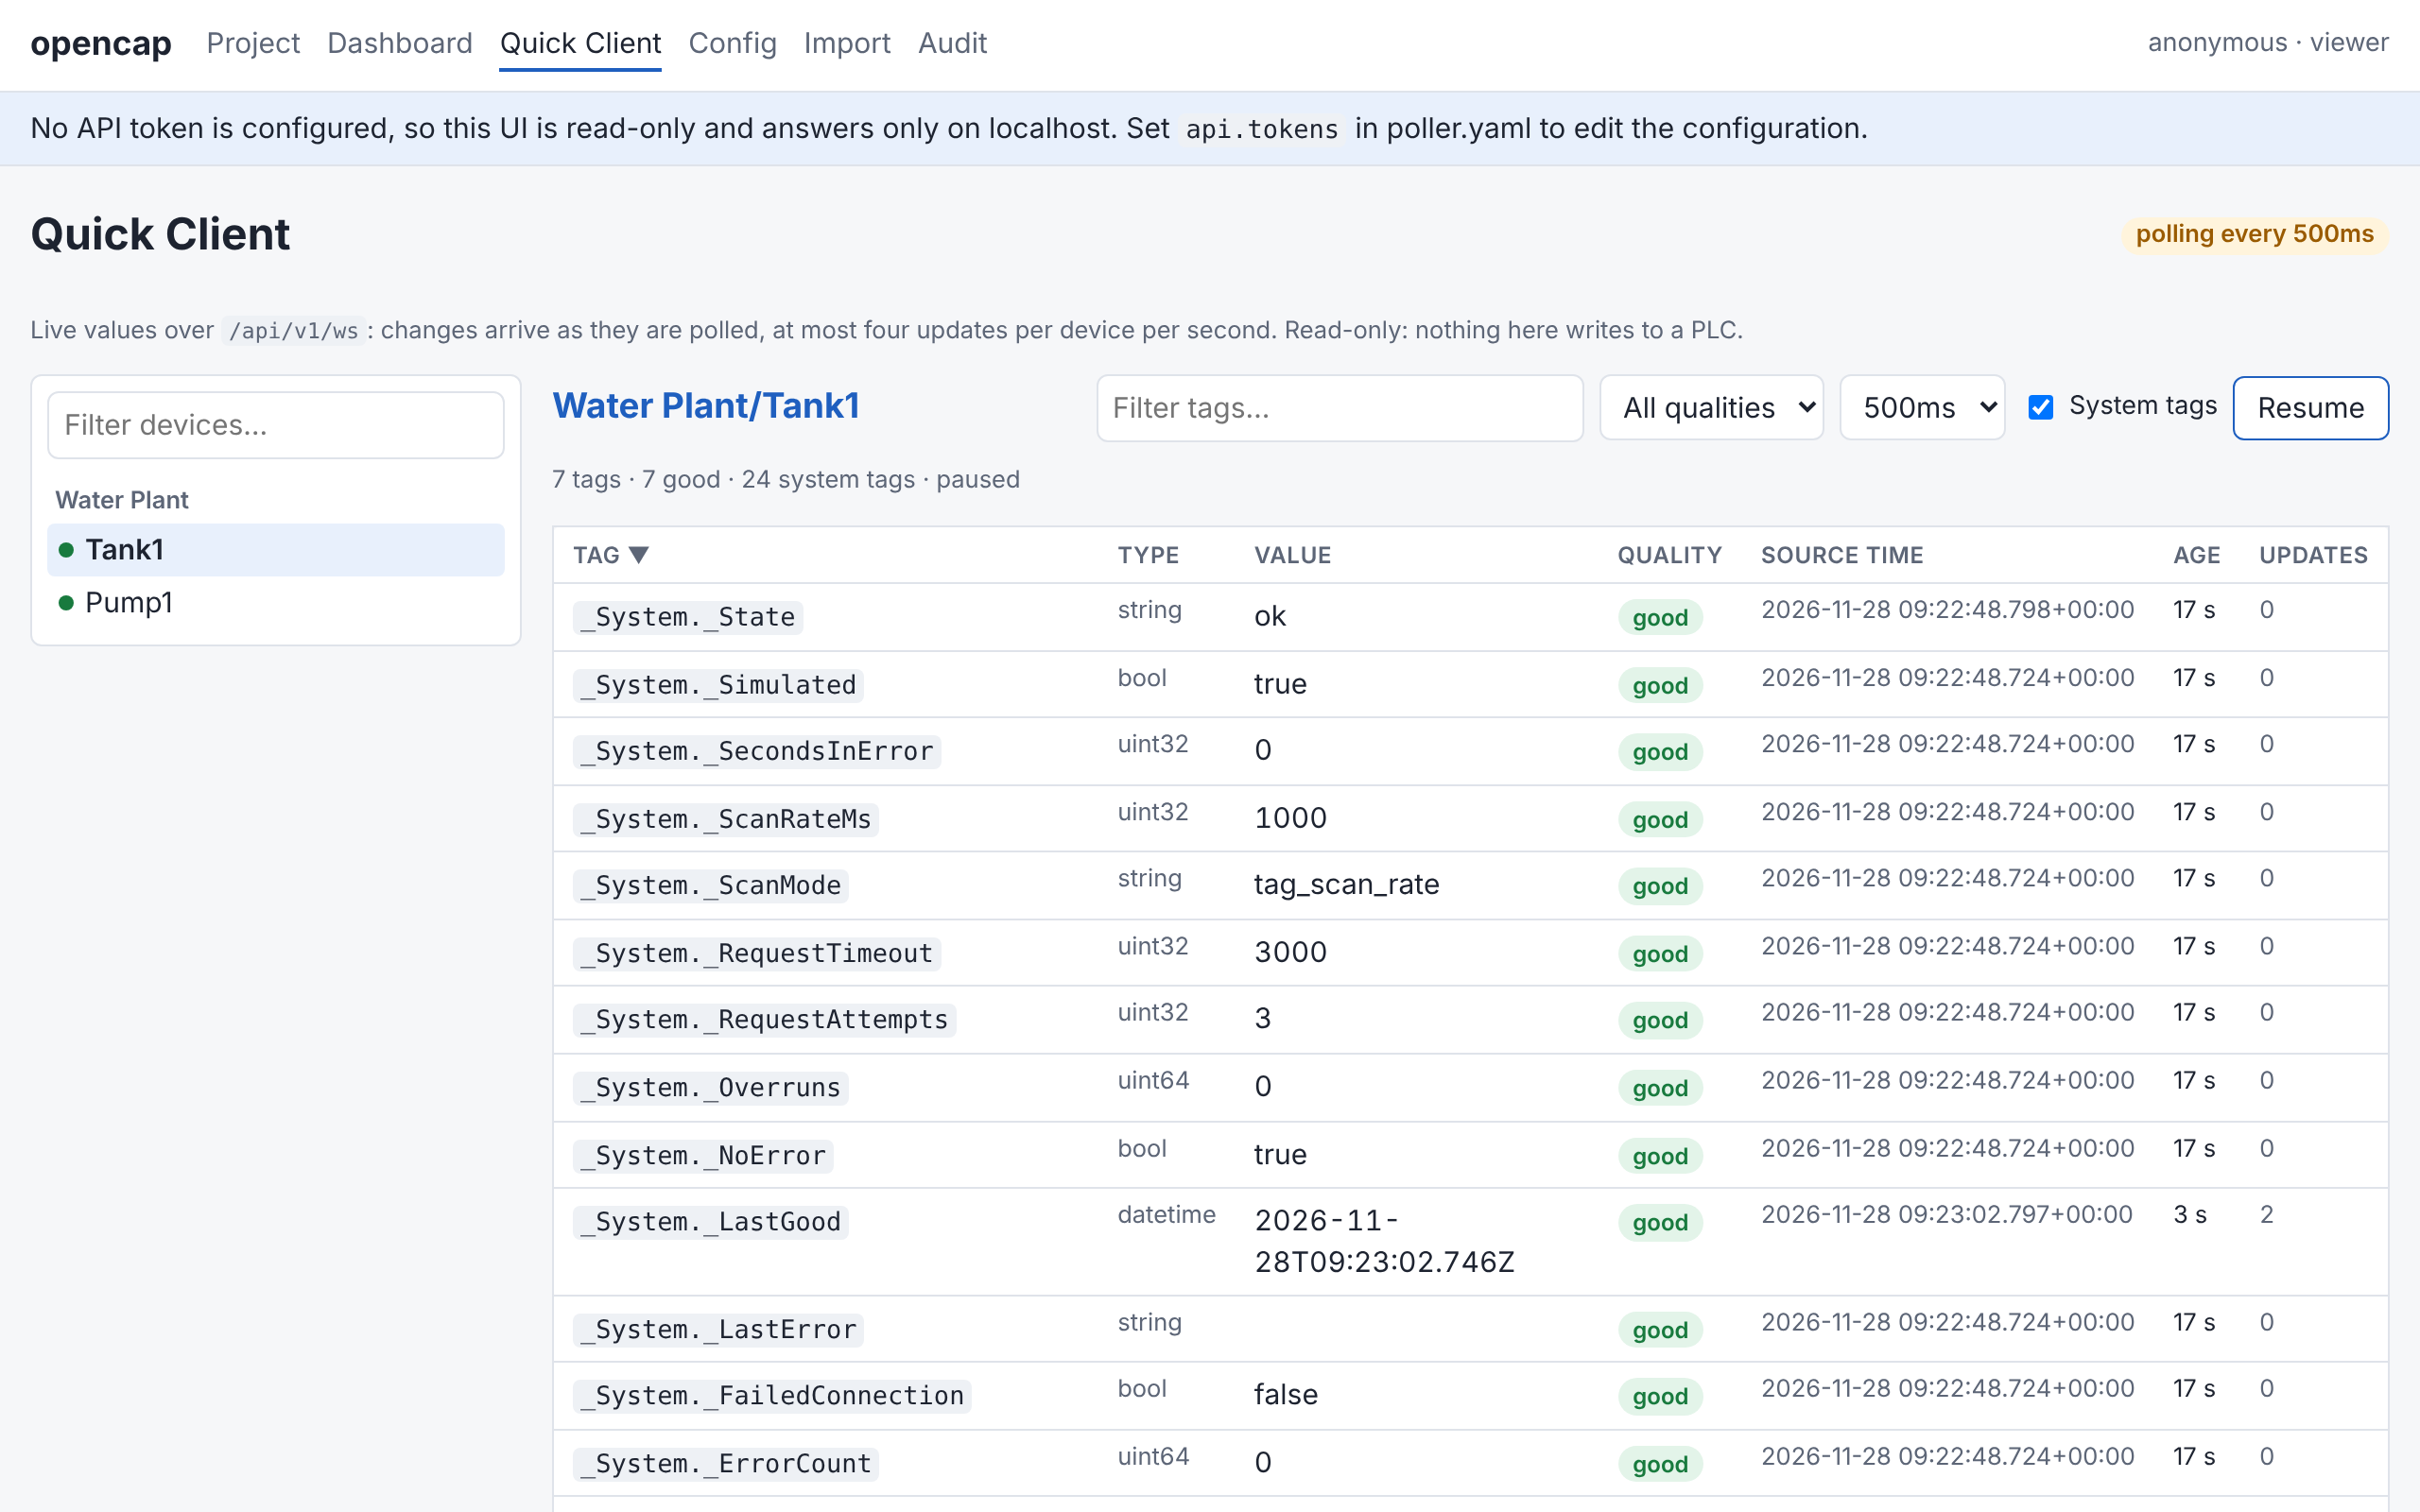 opencap Project Dashboard Quick Client Config Import Audit anonymous · viewer
No API token is configured, so this UI is read-only and answers only on localhost. Set api.tokens in poller.yaml to edit the configuration.
Quick Client polling every 500ms
Live values over /api/v1/ws: changes arrive as they are polled, at most four updates per device per second. Read-only: nothing here writes to a PLC.
Filter devices...
Water Plant
Tank1
Pump1
Water Plant/Tank1 Filter tags... All qualities 500ms System tags Resume
7 tags · 7 good · 24 system tags · paused
TAG ▼ TYPE VALUE QUALITY SOURCE TIME AGE UPDATES
_System._State string ok good 2026-11-28 09:22:48.798+00:00 17 s 0
_System._Simulated bool true good 2026-11-28 09:22:48.724+00:00 17 s 0
_System._SecondsInError uint32 0 good 2026-11-28 09:22:48.724+00:00 17 s 0
_System._ScanRateMs uint32 1000 good 2026-11-28 09:22:48.724+00:00 17 s 0
_System._ScanMode string tag_scan_rate good 2026-11-28 09:22:48.724+00:00 17 s 0
_System._RequestTimeout uint32 3000 good 2026-11-28 09:22:48.724+00:00 17 s 0
_System._RequestAttempts uint32 3 good 2026-11-28 09:22:48.724+00:00 17 s 0
_System._Overruns uint64 0 good 2026-11-28 09:22:48.724+00:00 17 s 0
_System._NoError bool true good 2026-11-28 09:22:48.724+00:00 17 s 0
_System._LastGood datetime 2026-11- good 2026-11-28 09:23:02.797+00:00 3 s 2
28T09:23:02.746Z
_System._LastError string good 2026-11-28 09:22:48.724+00:00 17 s 0
_System._FailedConnection bool false good 2026-11-28 09:22:48.724+00:00 17 s 0
_System._ErrorCount uint64 0 good 2026-11-28 09:22:48.724+00:00 17 s 0